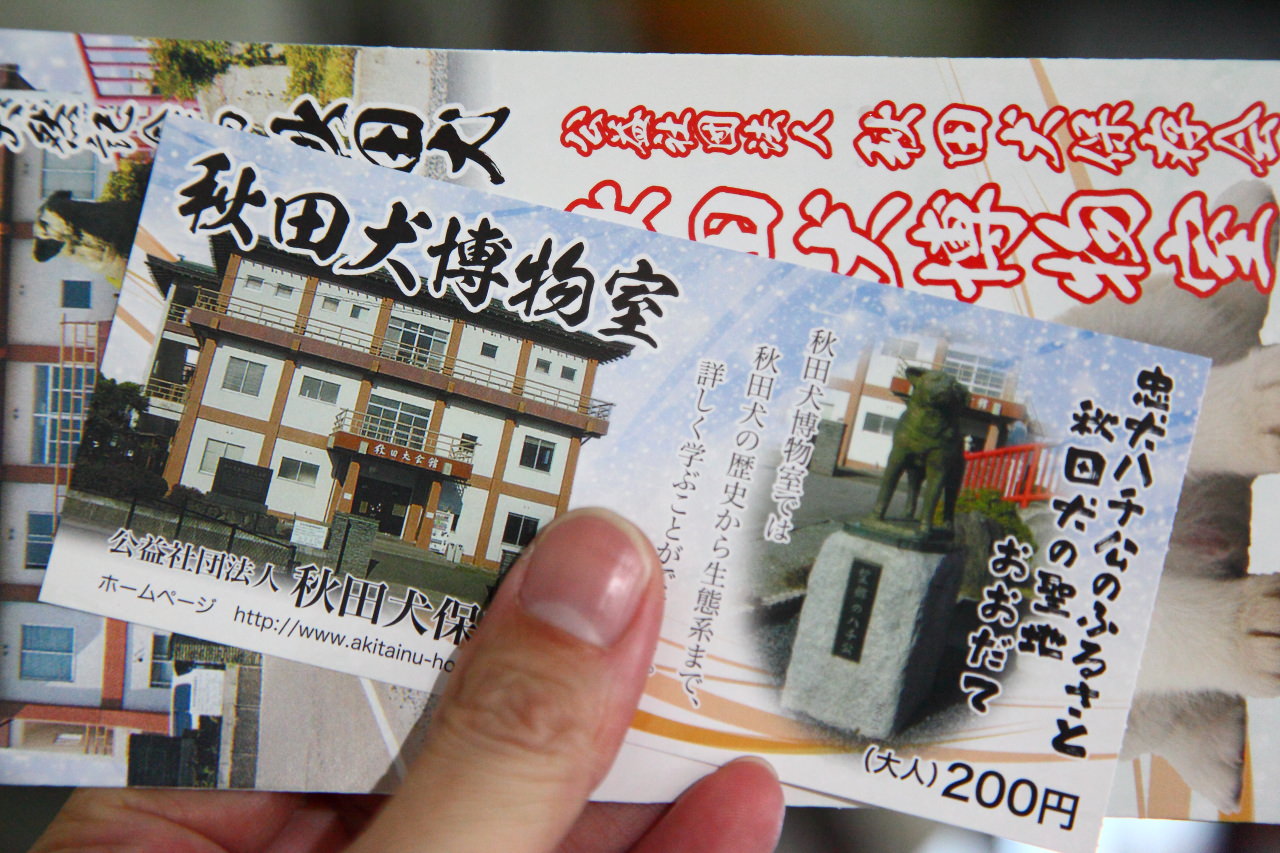 公益社団法人 秋田犬保存会
田犬博物室
秋田犬
秋田犬博物室
秋田犬会館
公益社団法人 秋田犬保
ホームページ http://www.akitainu-ho
秋田犬博物室では
秋田犬の歴史から生態系まで、
詳しく学ぶことがで
忠犬ハチ公のふるさと
秋田犬の聖地
おおだて
(大人)200円